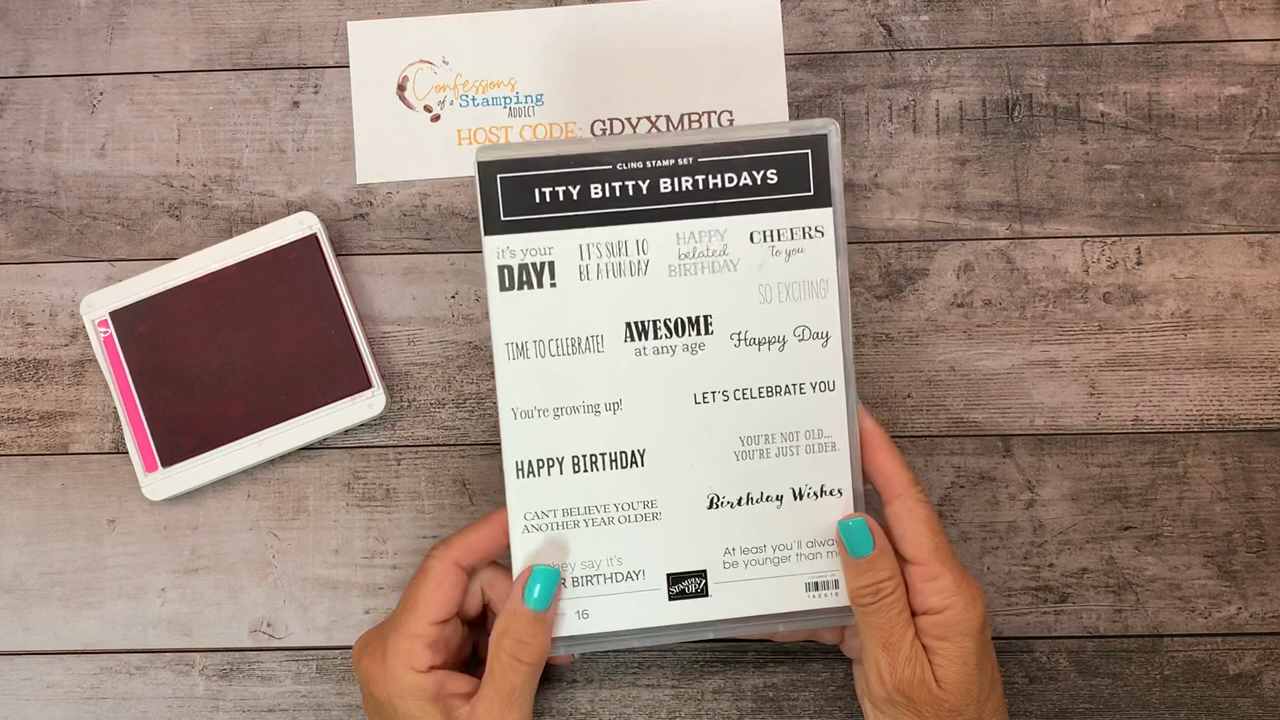 Confessions
of a Stamping
ADDICT
HOST CODE: GDYXMBTG
CLING STAMP SET
ITTY BITTY BIRTHDAYS
it's your
DAY!
IT'S SURE TO
BE A FUN DAY
HAPPY
belated
BIRTHDAY
CHEERS
To you
SO EXCITING!
TIME TO CELEBRATE!
AWESOME
at any age
Happy Day
You're growing up!
LET'S CELEBRATE YOU
HAPPY BIRTHDAY
YOU'RE NOT OLD...
YOU'RE JUST OLDER.
CAN'T BELIEVE YOU'RE
ANOTHER YEAR OLDER!
Birthday Wishes
say it's
BIRTHDAY!
At least you'll
be younger than
STAMPIN' UP!
16